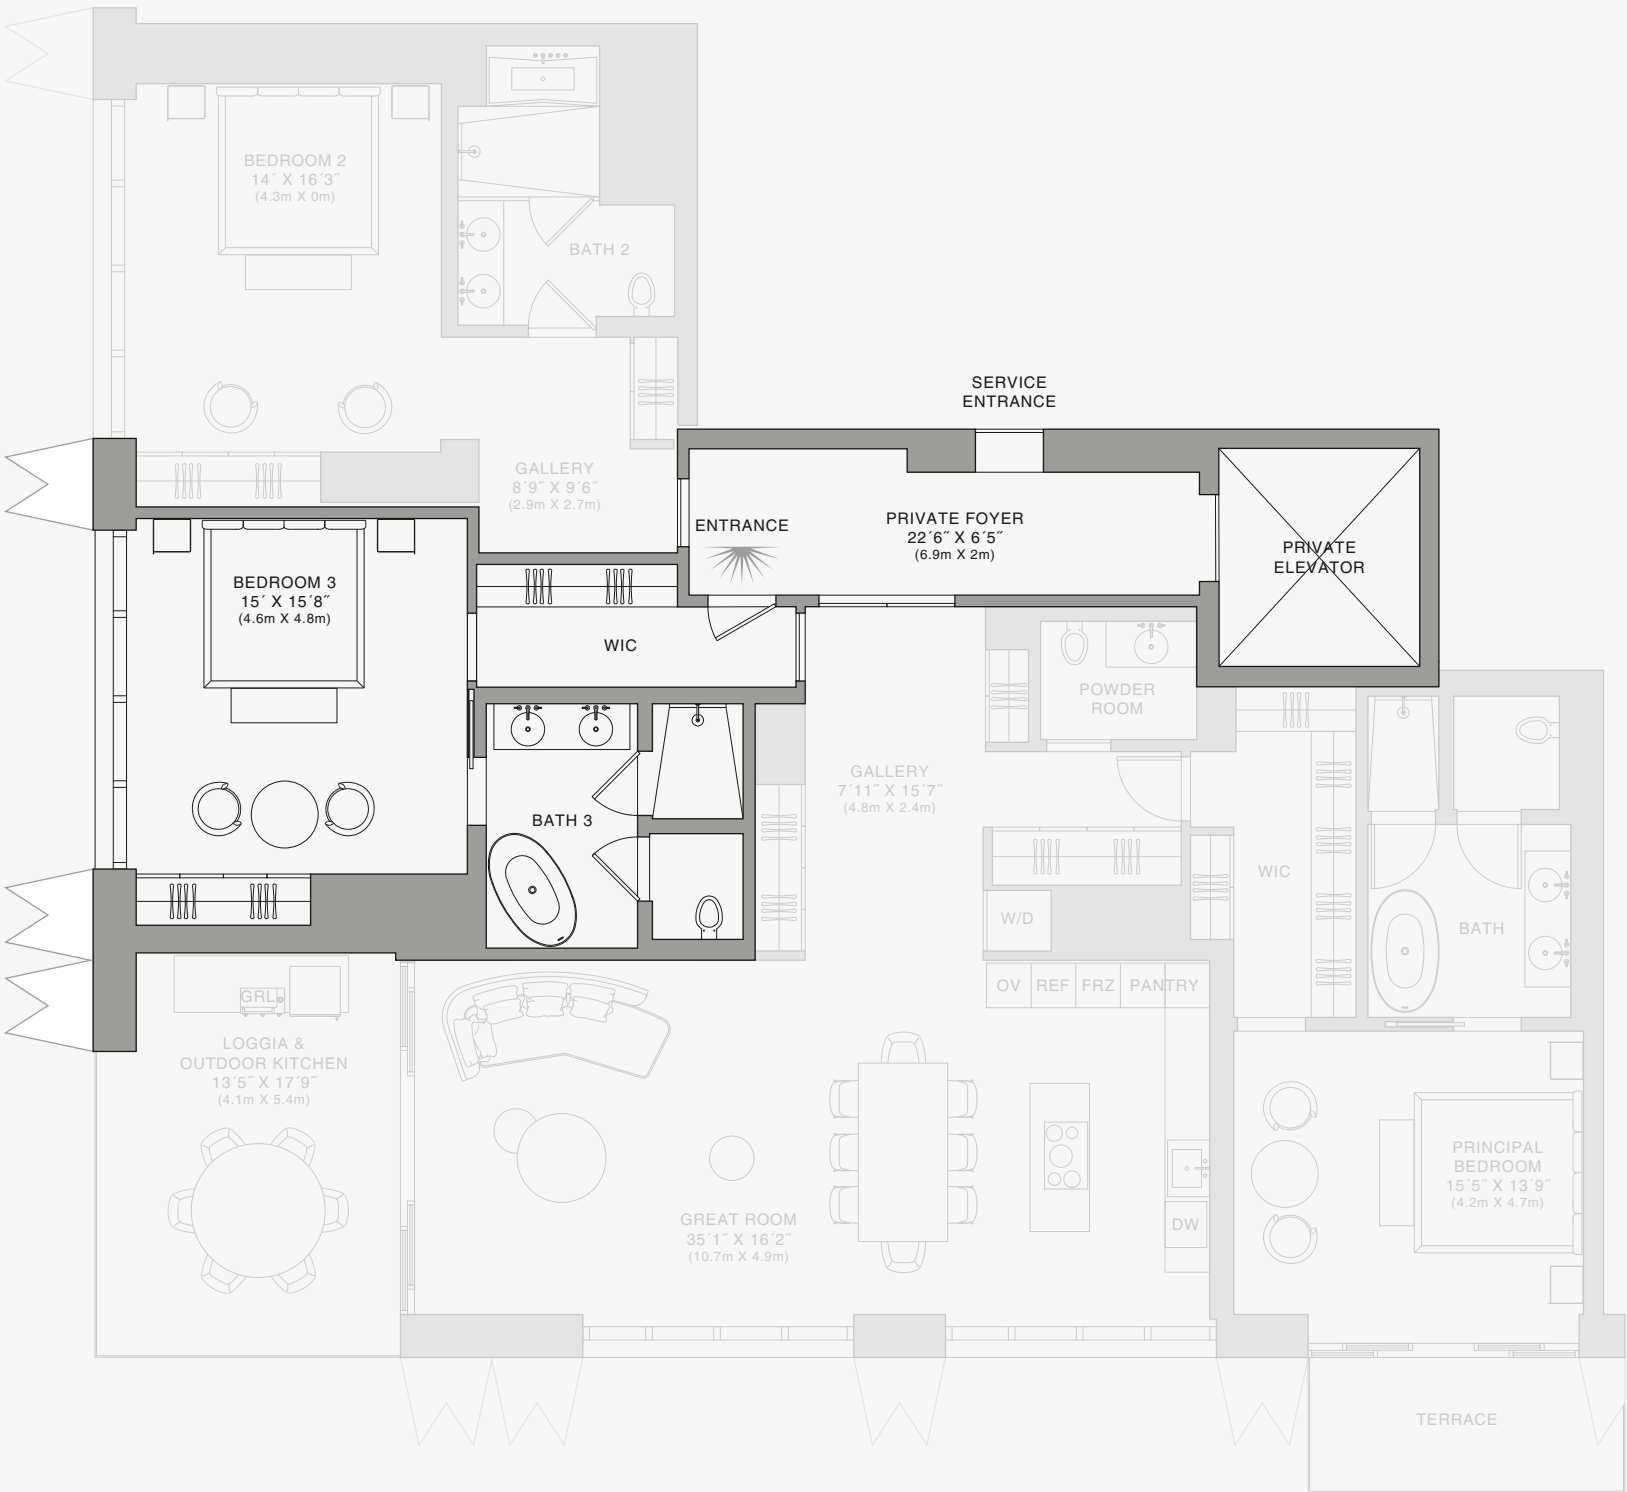 BEDROOM 2
14´ X 16´3˝
(4.3m X 0m)
BATH 2
SERVICE
ENTRANCE
GALLERY
8´9˝ X 9´6˝
(2.9m X 2.7m)
ENTRANCE
PRIVATE FOYER
22´6˝ X 6´5˝
(6.9m X 2m)
PRIVATE
ELEVATOR
BEDROOM 3
15´ X 15´8˝
(4.6m X 4.8m)
WIC
POWDER
ROOM
GALLERY
7´11˝ X 15´7˝
(4.8m X 2.4m)
BATH 3
WIC
W/D
BATH
OV
REF
FRZ
PANTRY
GRL
LOGGIA &
OUTDOOR KITCHEN
13´5˝ X 17´9˝
(4.1m X 5.4m)
PRINCIPAL
BEDROOM
15´5˝ X 13´9˝
(4.2m X 4.7m)
GREAT ROOM
35´1˝ X 16´2˝
(10.7m X 4.9m)
DW
TERRACE